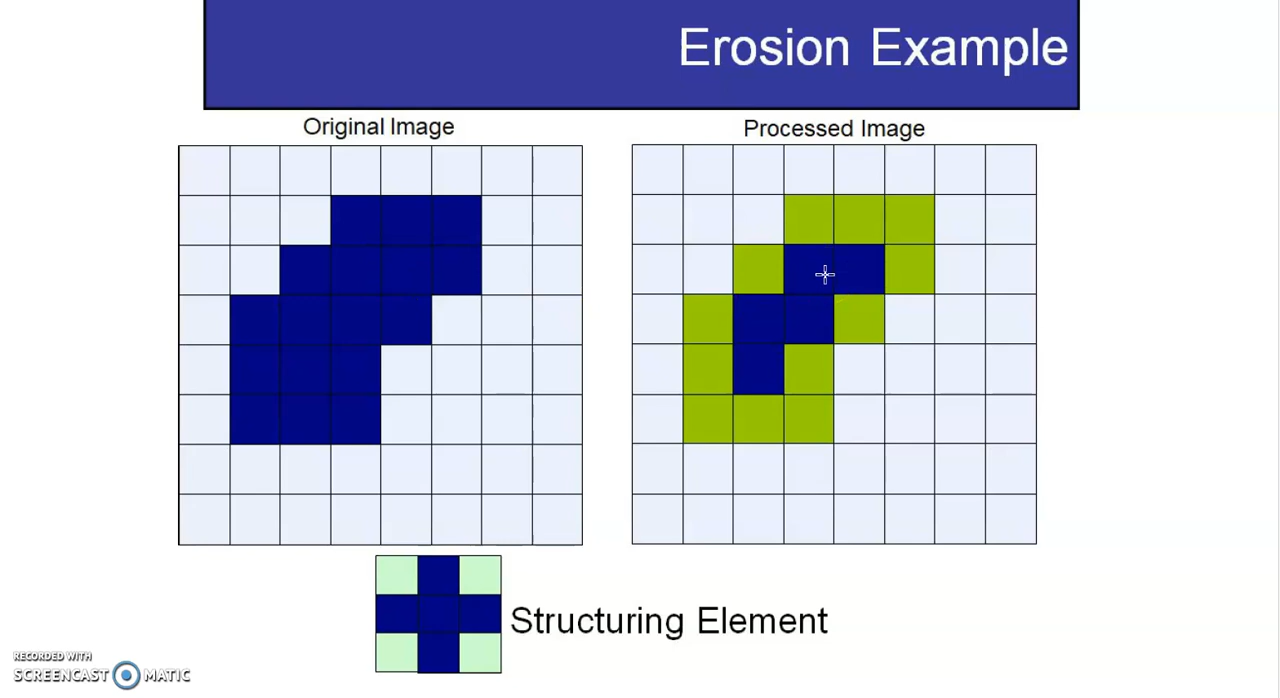 Erosion Example
Original Image
Processed Image
Structuring Element
RECORDED WITH
SCREENCAST MATIC